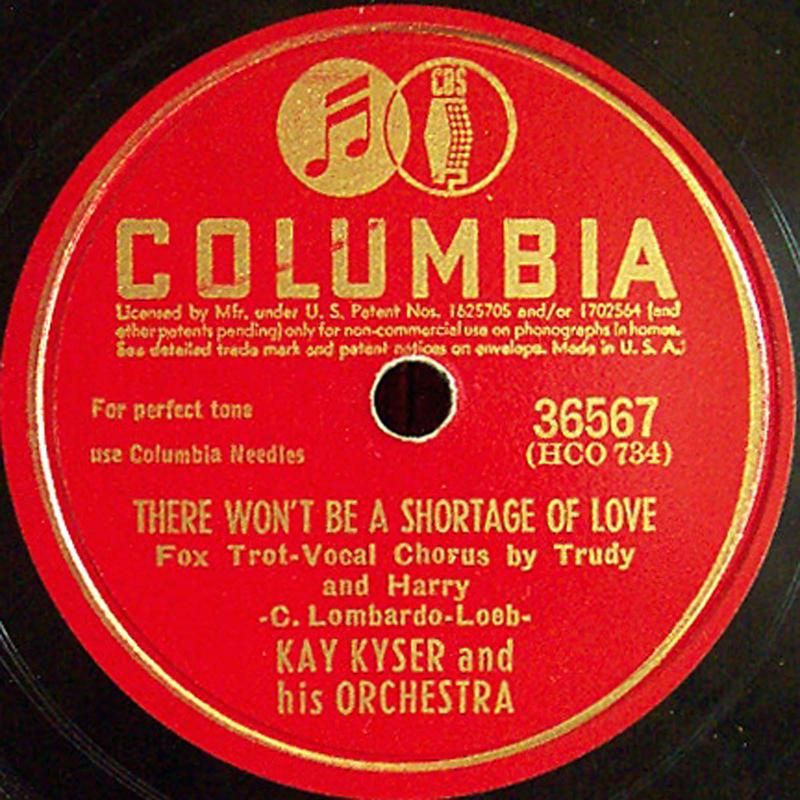 CBS
COLUMBIA
Licensed by Mfr. under U. S. Patent Nos. 1625705 and/or 1702564 (and
other patents pending) only for non-commercial use on phonographs in homes.
See detailed trade mark and patent notices on envelope. Made in U. S. A.)
For perfect tone
use Columbia Needles
36567
(HCO 734)
THERE WON'T BE A SHORTAGE OF LOVE
Fox Trot-Vocal Chorus by Trudy
and Harry
-C. Lombardo-Loeb-
KAY KYSER and
his ORCHESTRA